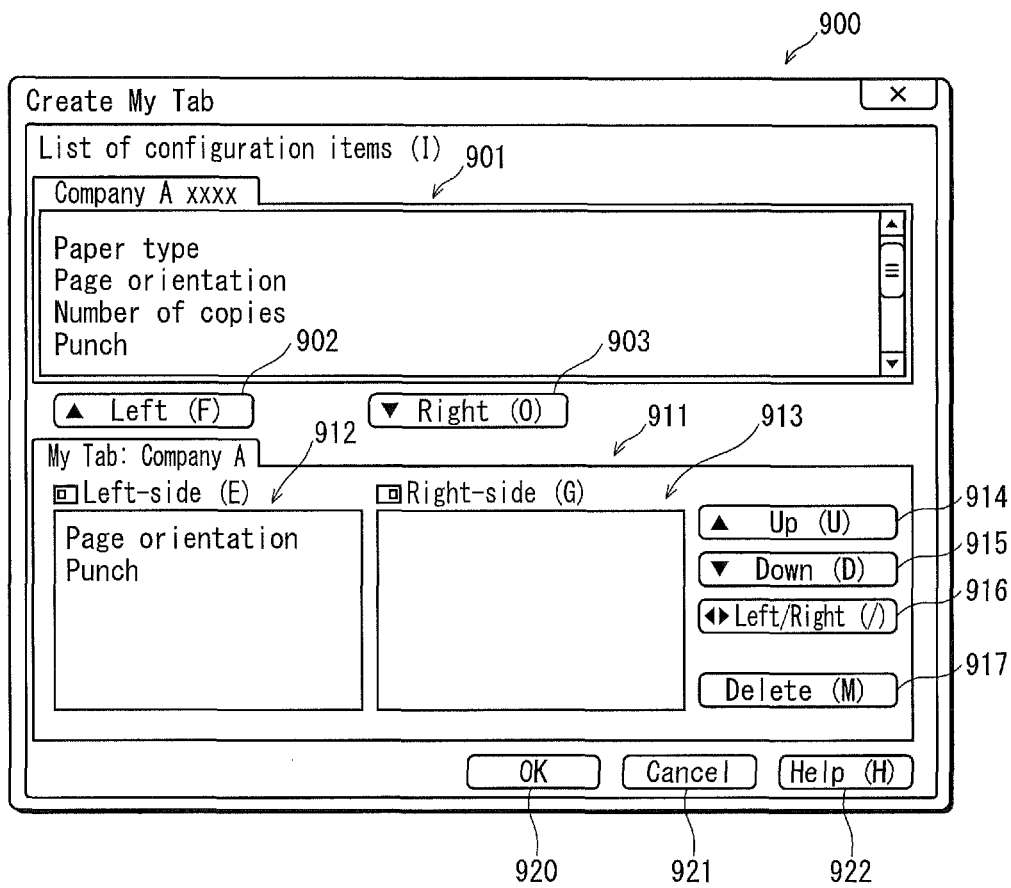 900
Create My Tab ×
List of configuration items (I)
901
Company A xxxx
Paper type
Page orientation
Number of copies
Punch
902
903
▲ Left (F)
▼ Right (O)
911
913
912
My Tab: Company A
Left-side (E)
Right-side (G)
Page orientation
Punch
▲ Up (U)
914
▼ Down (D)
915
◀▶ Left/Right (/)
916
Delete (M)
917
OK
Cancel
Help (H)
920
921
922